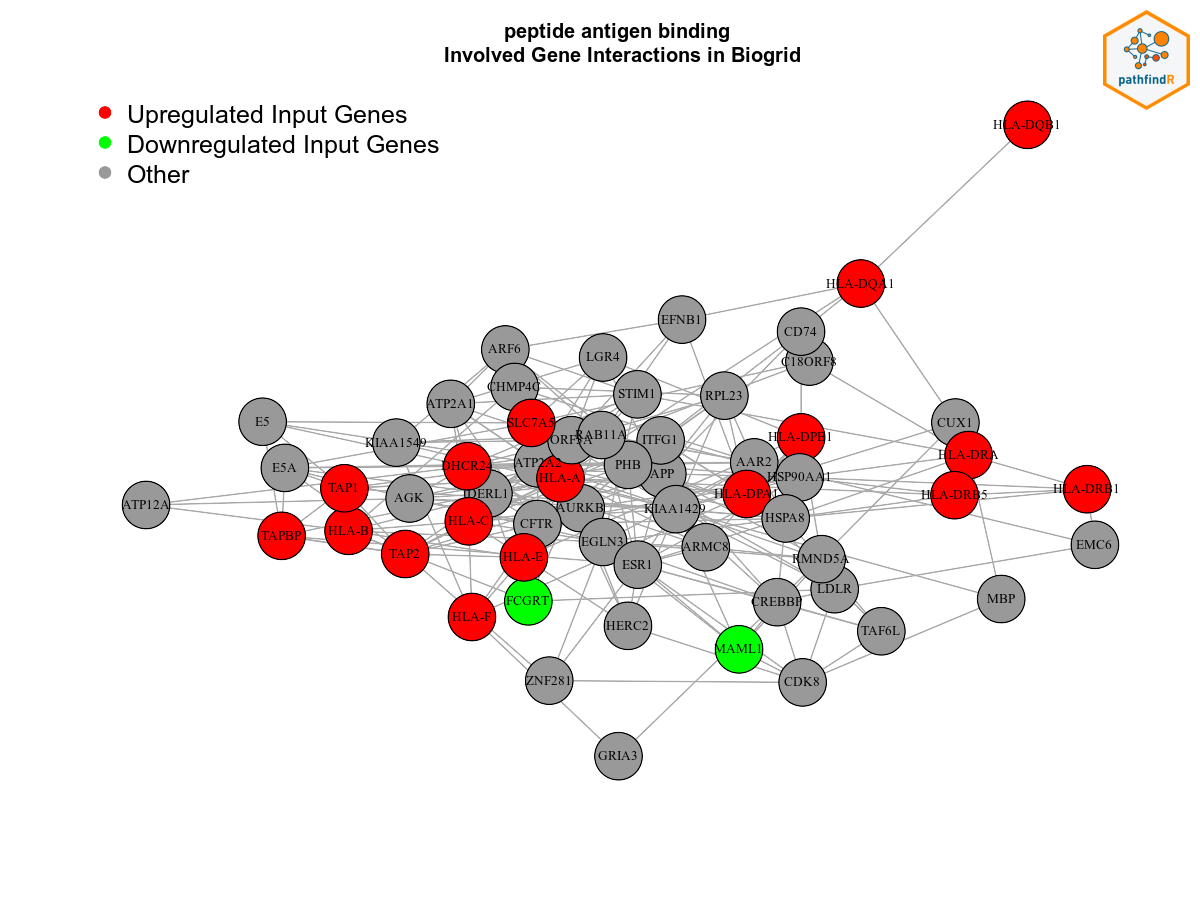 peptide antigen binding
Involved Gene Interactions in Biogrid
pathfindR
Upregulated Input Genes
Downregulated Input Genes
Other
HLA-DQB1
HLA-DQA1
EFNB1
CD74
ARF6
LGR4
C18ORF8
CHMP4C
STIM1
RPL23
ATP2A1
E5
SLC7A5
CUX1
KIAA1549
RAB11A
ITFG1
HLA-DPB1
HLA-DRA
E5A
DHCR24
ATP2A2
PHB
APP
AAR2
HSP90AA1
TAP1
HLA-A
HLA-DRB1
AGK
DERL1
HLA-DPA1
HLA-DRB5
ATP12A
AURKB
KIAA1429
HSPA8
HLA-C
CFTR
TAPBP
HLA-B
EGLN3
ARMC8
EMC6
TAP2
HLA-E
ESR1
RMND5A
LDLR
FCGRT
CREBBP
MBP
HLA-F
HERC2
TAF6L
MAML1
ZNF281
CDK8
GRIA3